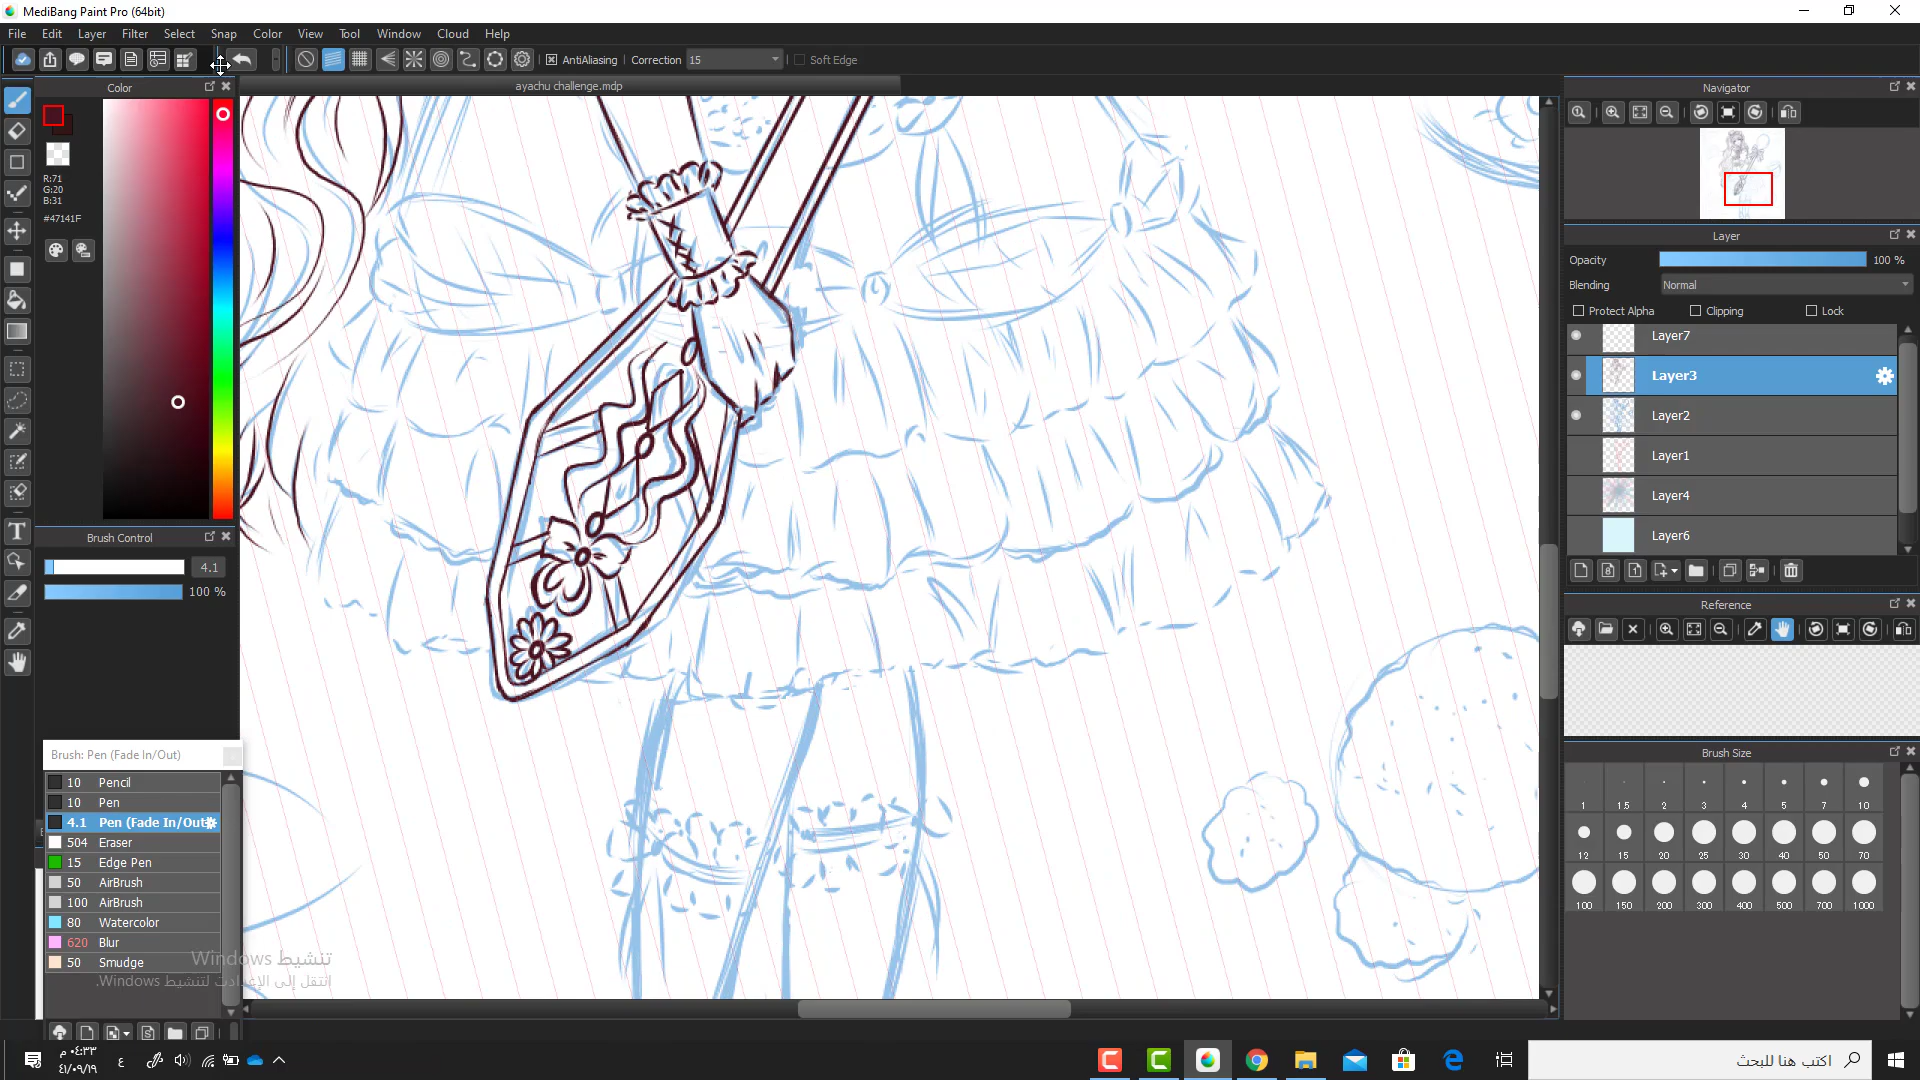 MediBang Paint Pro (64bit)
File Edit Layer Filter Select Snap Color View Tool Window Cloud Help
AntiAliasing Correction 15 Soft Edge
Color
ayachu challenge.mdp
Navigator
R:71
G:20
B:31
#47141F
Layer
Opacity 100 %
Blending Normal
Protect Alpha Clipping Lock
Layer7
Layer3
Layer2
Layer1
Layer4
Layer6
Brush Control
4.1
100 %
Reference
Brush Size
1 1.5 2 3 4 5 7 10
12 15 20 25 30 40 50 70
100 150 200 300 400 500 700 1000
Brush: Pen (Fade In/Out)
10 Pencil
10 Pen
4.1 Pen (Fade In/Out
504 Eraser
15 Edge Pen
50 AirBrush
100 AirBrush
80 Watercolor
620 Blur
50 Smudge
تنشيط Windows
انتقل إلى الإعدادات لتنشيط Windows.
٠٤:٣٣ م
٤١/٠٩/١٩
ع
اكتب هنا للبحث